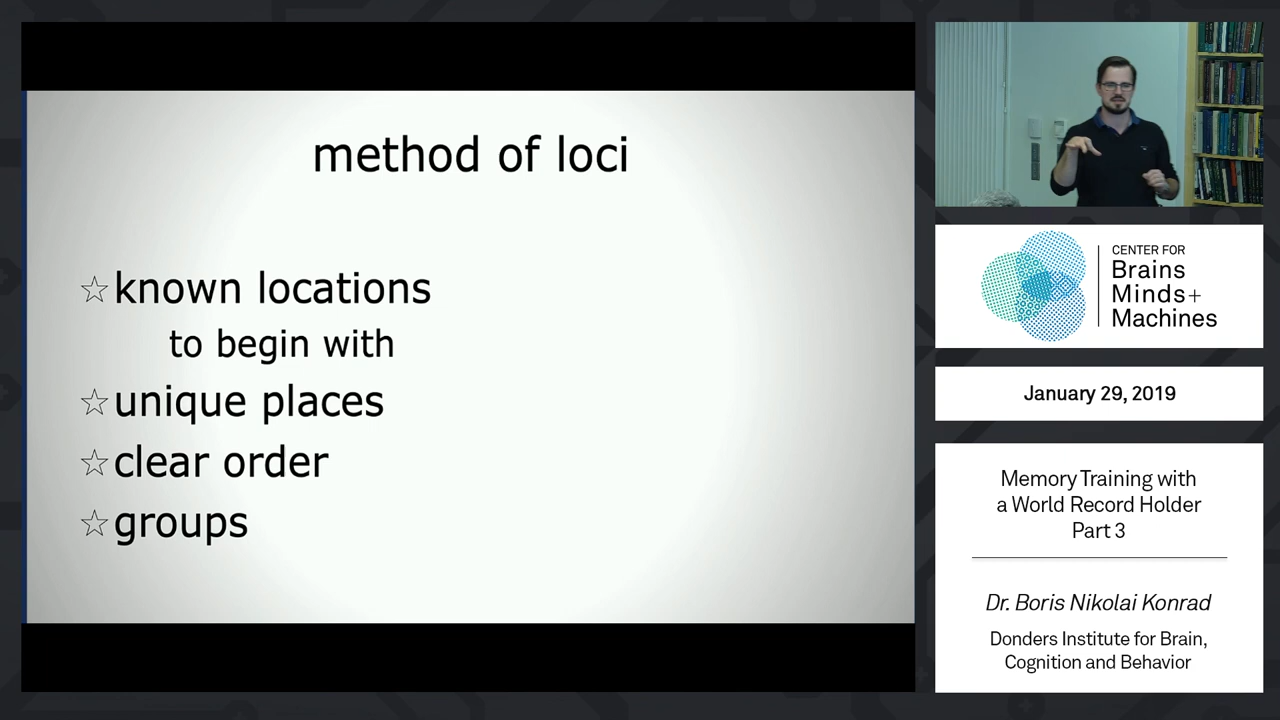 method of loci
☆known locations
to begin with
☆unique places
☆clear order
☆groups
CENTER FOR
Brains
Minds+
Machines
January 29, 2019
Memory Training with
a World Record Holder
Part 3
Dr. Boris Nikolai Konrad
Donders Institute for Brain,
Cognition and Behavior